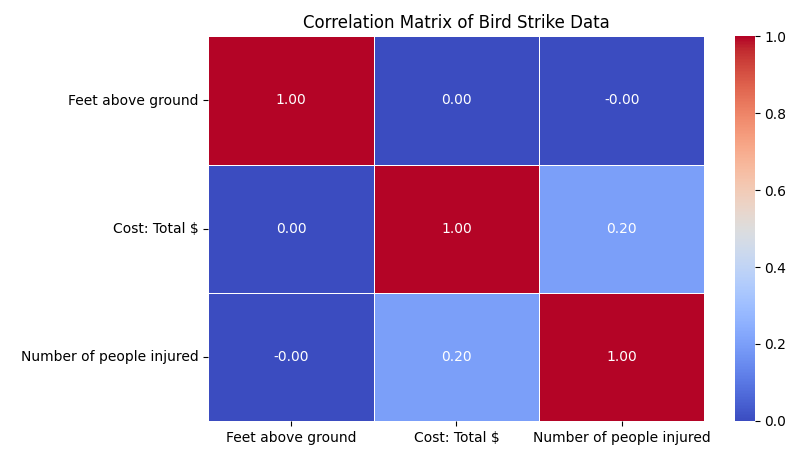 Correlation Matrix of Bird Strike Data
Feet above ground
1.00
0.00
-0.00
Cost: Total $
0.00
1.00
0.20
Number of people injured
-0.00
0.20
1.00
Feet above ground
Cost: Total $
Number of people injured
1.0
0.8
0.6
0.4
0.2
0.0